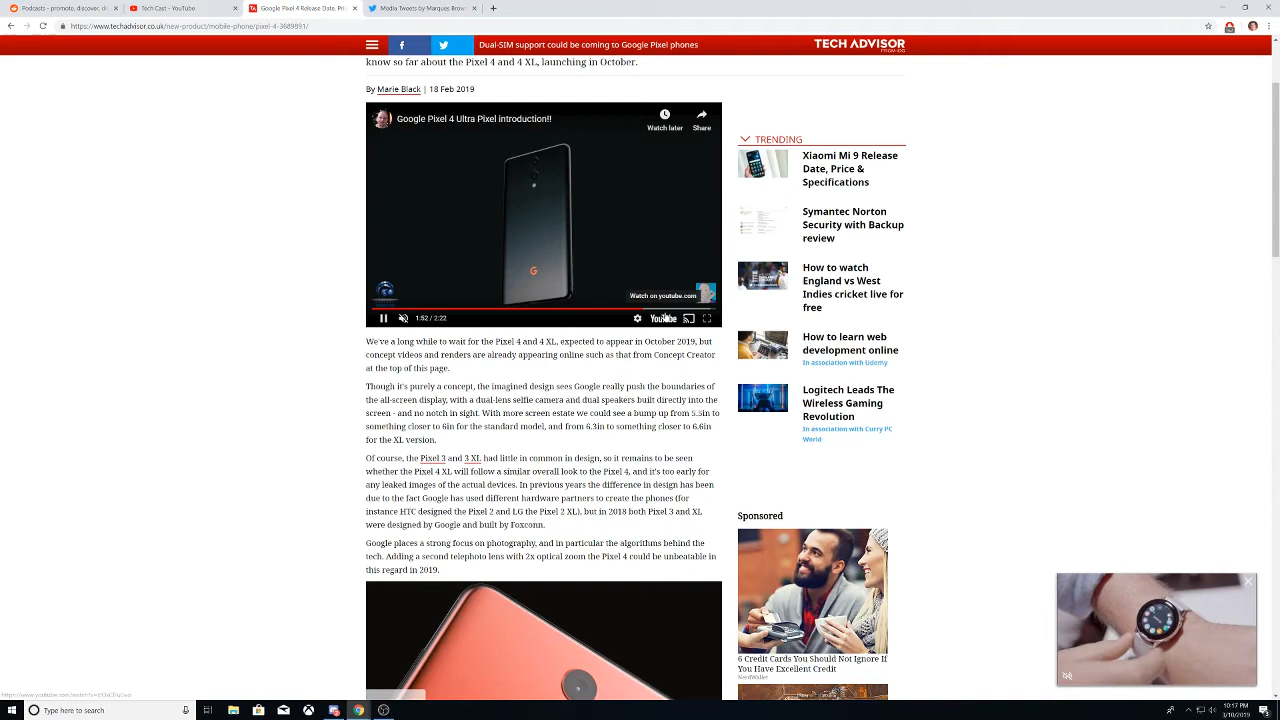 Podcasts - promote, discover, di
Tech Cast - YouTube
Google Pixel 4 Release Date, Pri
Media Tweets by Marques Brow
https://www.techadvisor.co.uk/new-product/mobile-phone/pixel-4-3689891/
Dual-SIM support could be coming to Google Pixel phones
TECH ADVISOR
FROM IDG
know so far about the Pixel 4 and 4 XL, launching in October.
By Marie Black | 18 Feb 2019
Google Pixel 4 Ultra Pixel introduction!!
Watch later
Share
Watch on youtube.com
1:52 / 2:22
YouTube
We've a long while to wait for the Pixel 4 and 4 XL, expected to appear in October 2019, but
concept videos and renders are already appearing online such as that from Concept Creator
at the top of this page.
Though it's purely a concept, the imagined design sees Google really push the boundaries of
the all-screen display, with a dual-lens selfie camera and dual speakers built directly into the
screen - and no notch in sight. With more screen estate we could see a bump up from 5.5in to
something closer to 6in for the standard model, and from 6.3in to something closer to 6.6in
for the XL version.
Of course, the Pixel 3 and 3 XL had little in common in design, so it remains to be seen
whether the Pixel 4 XL will follow a similar overall look to the Pixel 4, and it's too early for
any leaked images of the actual devices. In previous years the difference in design has been
due to the fact Google has used different hardware partners to create the phones (for
instance HTC designed the Pixel 2 and LG the Pixel 2 XL), but in 2018 both Pixel 3 and XL
were designed by Google and built by Foxconn.
Google places a strong focus on photography, and in particular the algorithms behind the
tech. Adding a second telephoto lens with 2x optical zoom the Pixel 4 could be unbeatable in
this regard in 2019.
TRENDING
Xiaomi Mi 9 Release
Date, Price &
Specifications
Symantec Norton
Security with Backup
review
How to watch
England vs West
Indies cricket live for
free
How to learn web
development online
In association with Udemy
Logitech Leads The
Wireless Gaming
Revolution
In association with Curry PC
World
Sponsored
6 Credit Cards You Should Not Ignore If
You Have Excellent Credit
NerdWallet
Type here to search
10:17 PM
3/10/2019